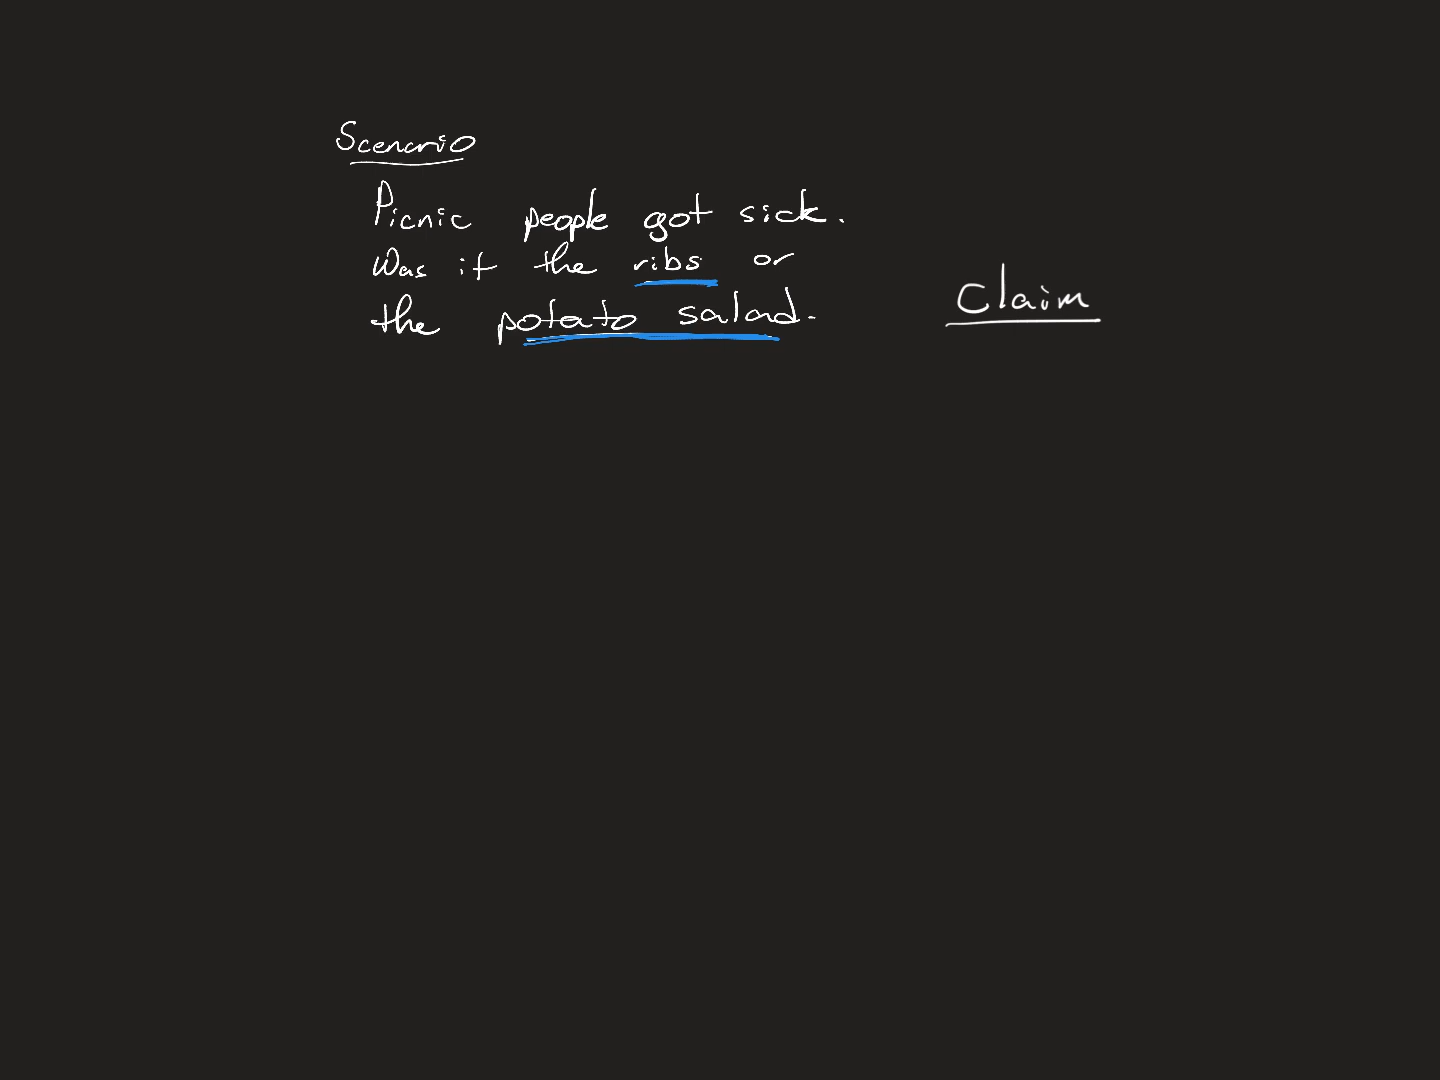 Scenario
Picnic people got sick.
Was it the ribs or
the potato salad.
Claim